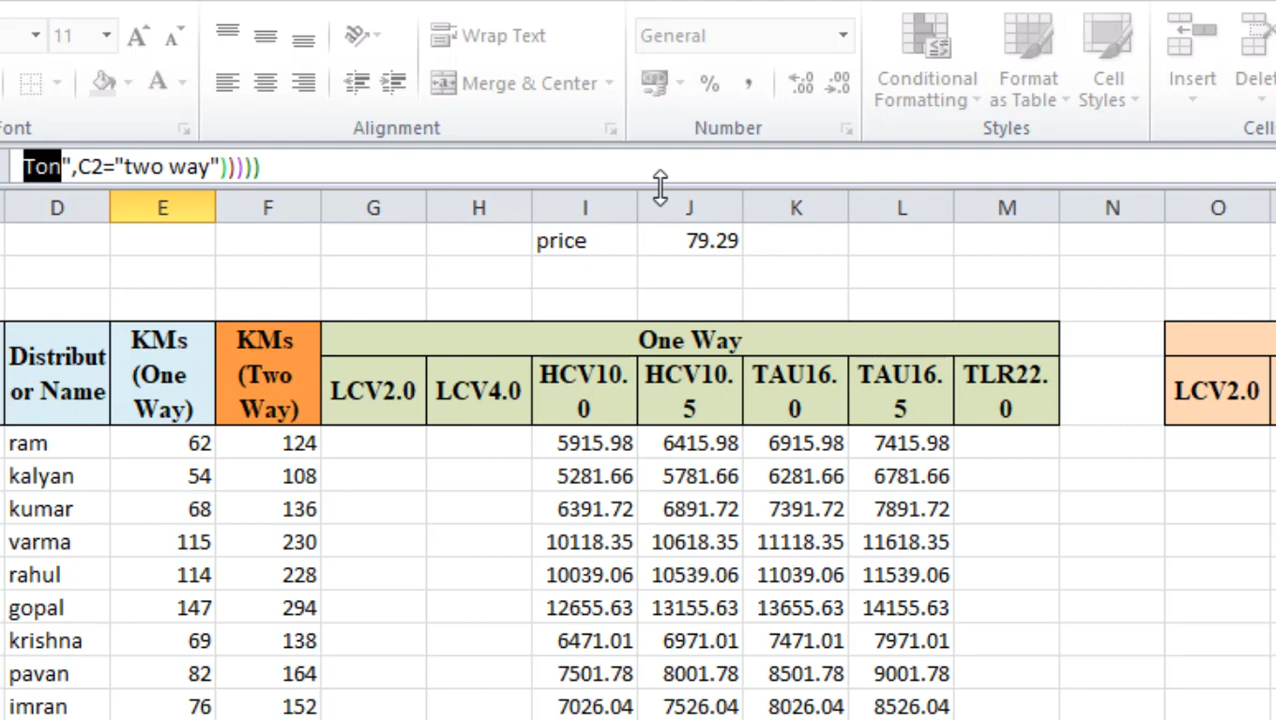 11
A A
Wrap Text
General
Merge & Center
A
%
,
.0 .00
.00 .0
Conditional Formatting
Format as Table
Cell Styles
Insert
Delet
Font
Alignment
Number
Styles
Cell
Ton",C2="two way")))))
D E F G H I J K L M N O
price 79.29
Distribut or Name
KMs (One Way)
KMs (Two Way)
One Way
LCV2.0 LCV4.0 HCV10.0 HCV10.5 TAU16.0 TAU16.5 TLR22.0 LCV2.0
ram 62 124 5915.98 6415.98 6915.98 7415.98
kalyan 54 108 5281.66 5781.66 6281.66 6781.66
kumar 68 136 6391.72 6891.72 7391.72 7891.72
varma 115 230 10118.35 10618.35 11118.35 11618.35
rahul 114 228 10039.06 10539.06 11039.06 11539.06
gopal 147 294 12655.63 13155.63 13655.63 14155.63
krishna 69 138 6471.01 6971.01 7471.01 7971.01
pavan 82 164 7501.78 8001.78 8501.78 9001.78
imran 76 152 7026.04 7526.04 8026.04 8526.04